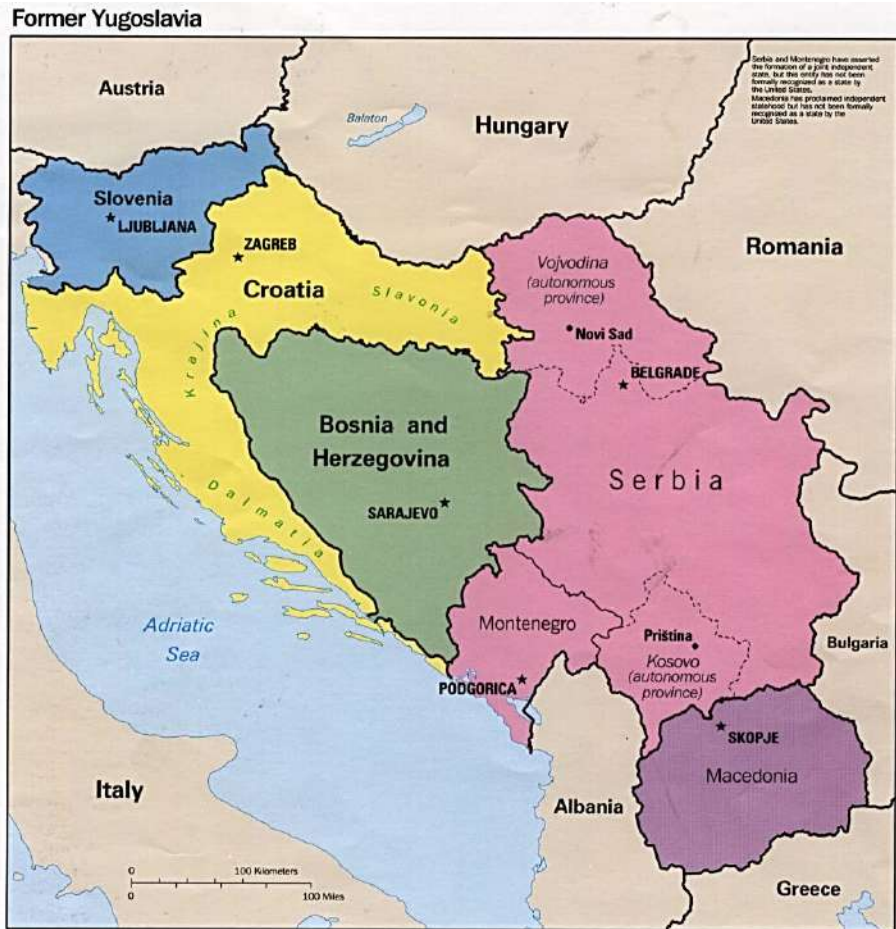 Former Yugoslavia
Serbia and Montenegro have asserted
the formation of a joint independent
state, but this entity has not been
formally recognized as a state by
the United States.
Macedonia has proclaimed independent
statehood but has not been formally
recognized as a state by the
United States.
Austria
Balaton
Hungary
Romania
Slovenia
LJUBLJANA
ZAGREB
Croatia
Slavonia
Krajina
Vojvodina
(autonomous
province)
Novi Sad
BELGRADE
Bosnia and
Herzegovina
SARAJEVO
Serbia
Dalmatia
Adriatic
Sea
Montenegro
PODGORICA
Priština
Kosovo
(autonomous
province)
Bulgaria
SKOPJE
Macedonia
Italy
Albania
Greece
0 100 Kilometers
0 100 Miles